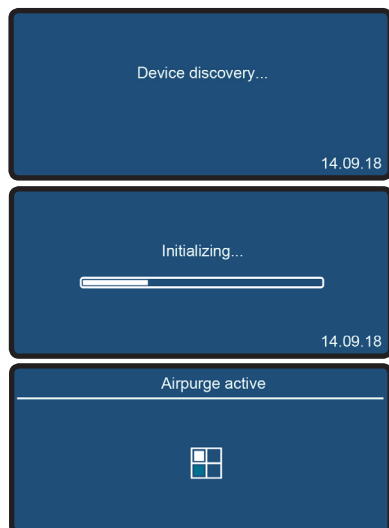 Device discovery...
14.09.18
Initializing...
14.09.18
Airpurge active